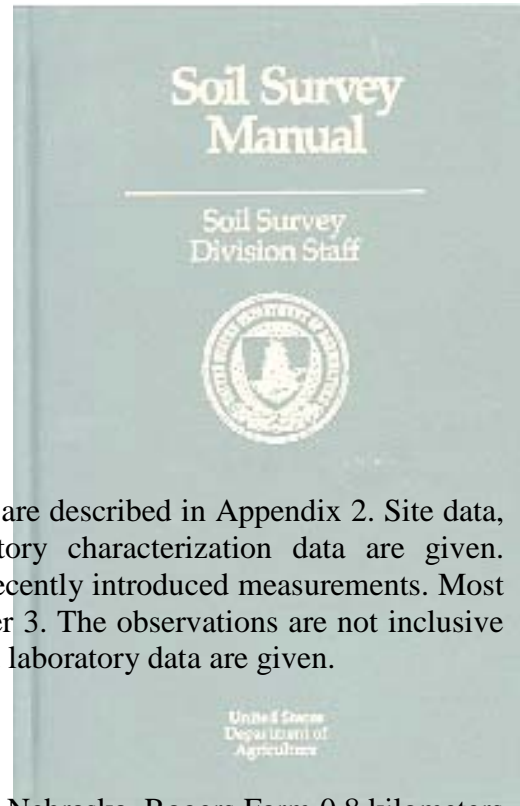 Soil Survey
Manual
Soil Survey
Division Staff
are described in Appendix 2. Site data,
tory characterization data are given.
ecently introduced measurements. Most
er 3. The observations are not inclusive
laboratory data are given.
United States
Department of
Agriculture
Nebraska Rogers Farm 0.8 kilometers